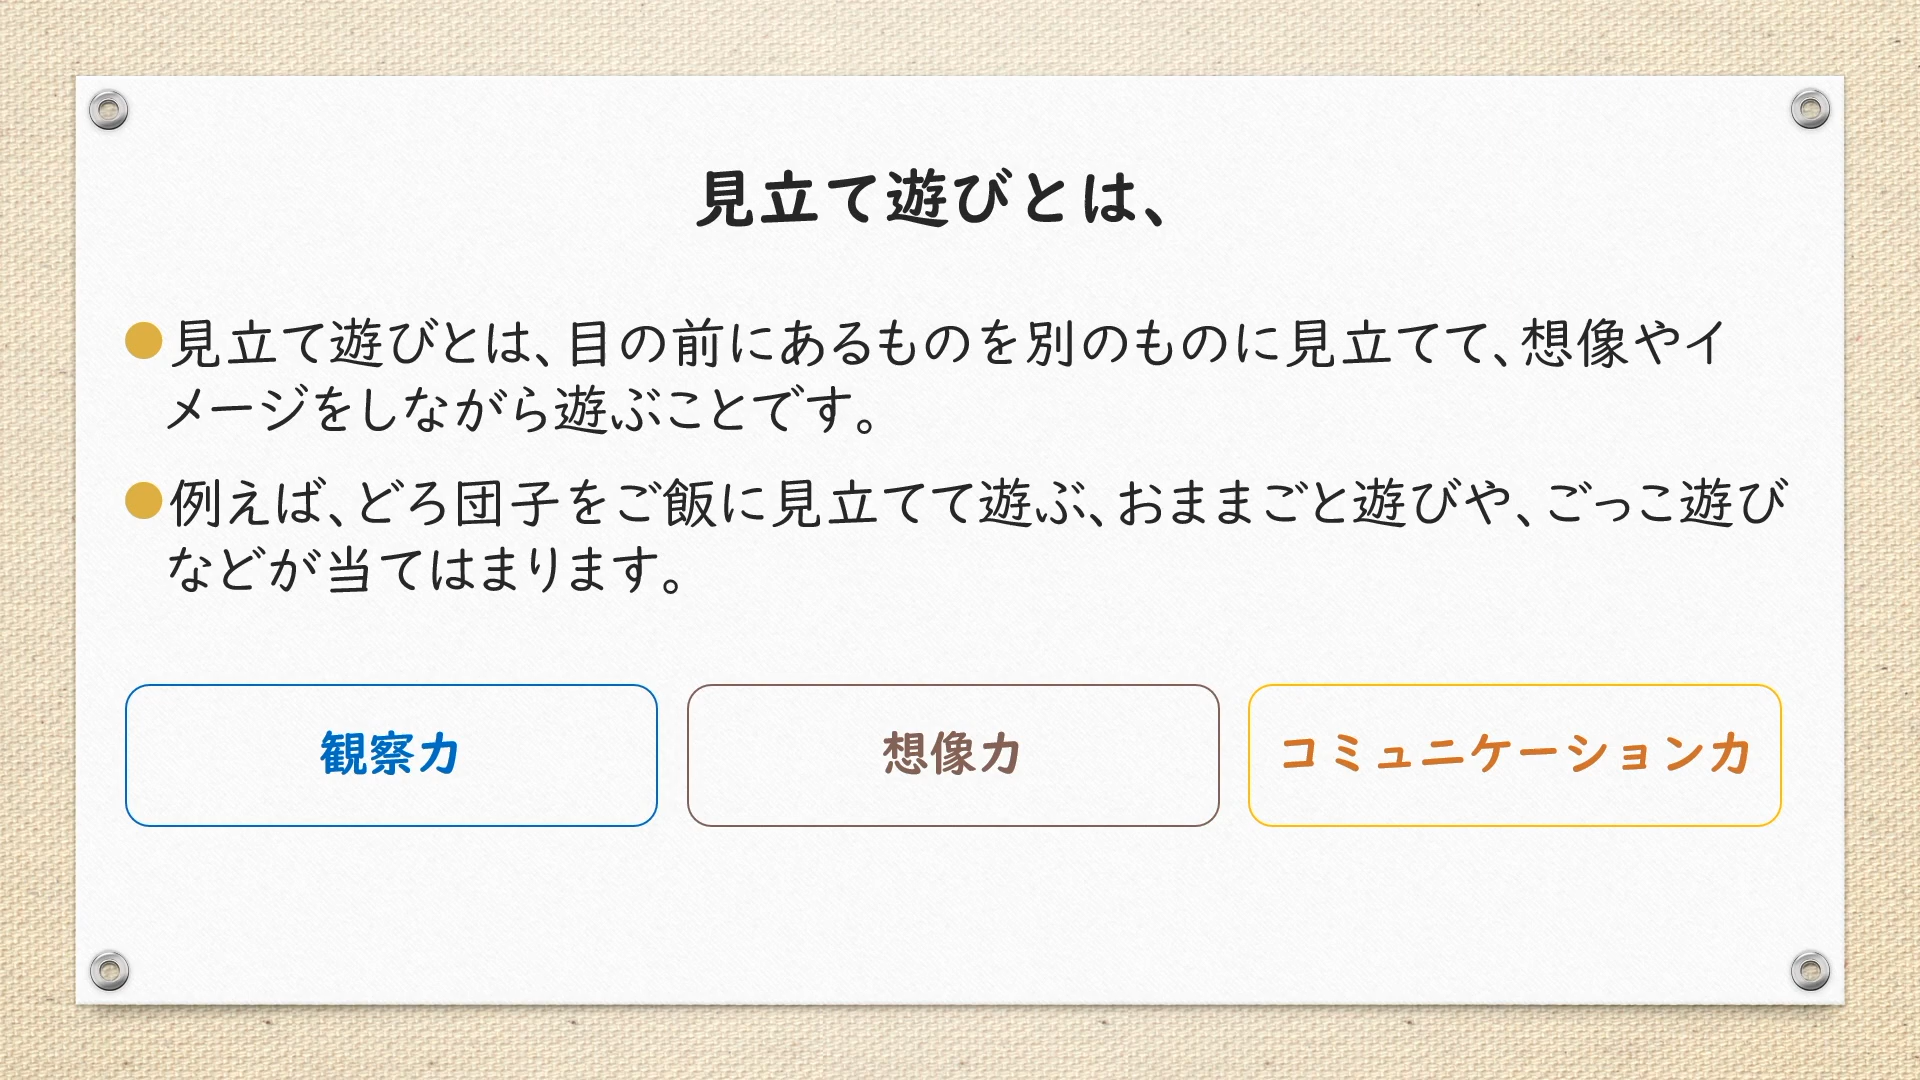 見立て遊びとは、
●見立て遊びとは、目の前にあるものを別のものに見立てて、想像やイ
メージをしながら遊ぶことです。
●例えば、どろ団子をご飯に見立てて遊ぶ、おままごと遊びや、ごっこ遊び
などが当てはまります。
観察力
想像力
コミュニケーション力